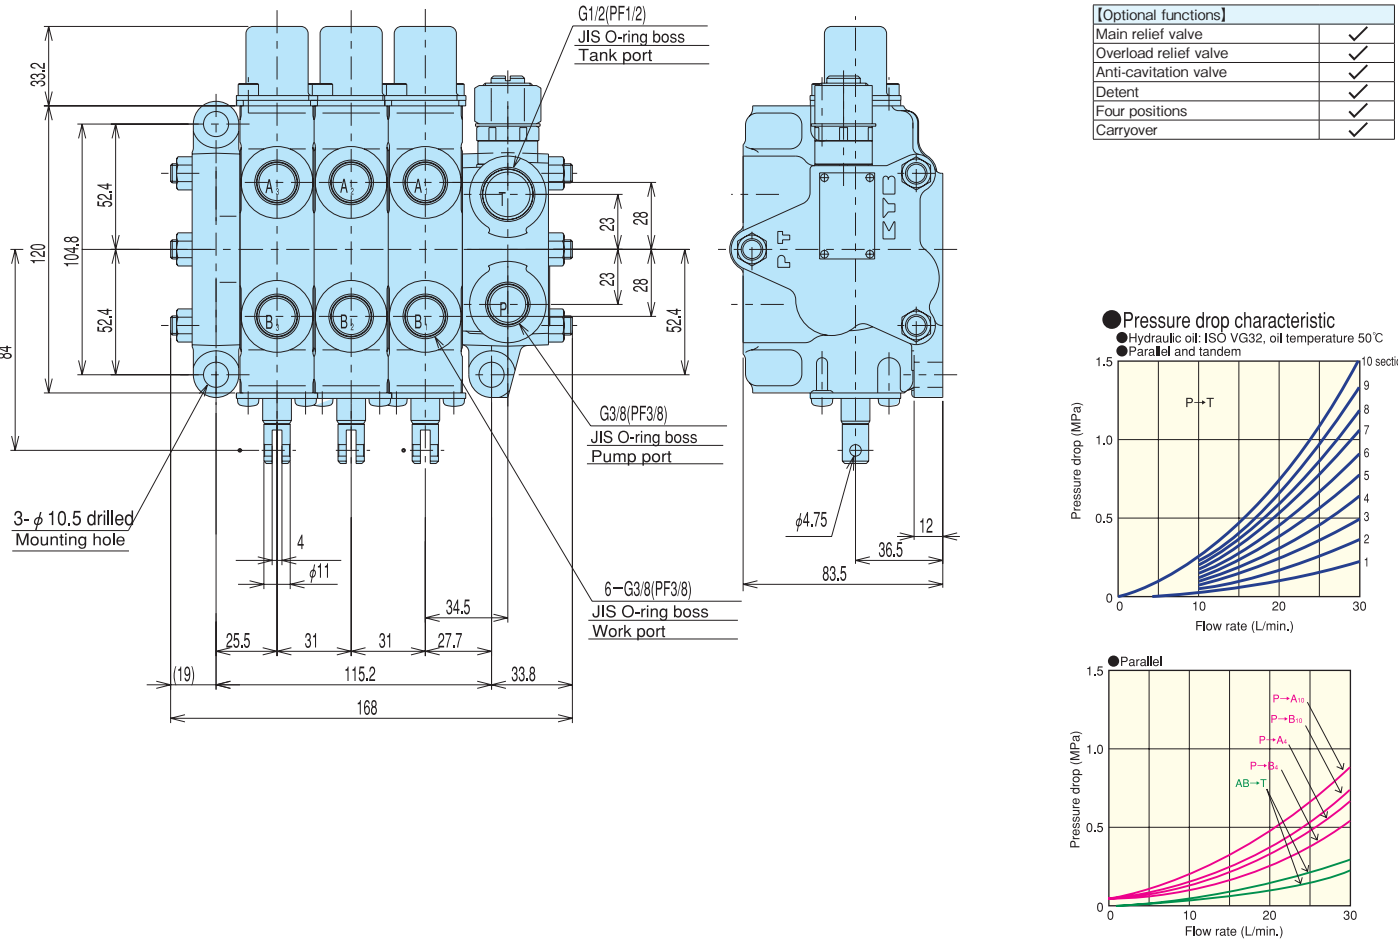 G1/2(PF1/2)
JIS O-ring boss
Tank port
33.2
120
104.8
52.4
52.4
84
A3
A2
A1
T
B3
B2
B1
P
23
28
23
28
52.4
G3/8(PF3/8)
JIS O-ring boss
Pump port
3-φ10.5 drilled
Mounting hole
4
φ11
6-G3/8(PF3/8)
JIS O-ring boss
Work port
34.5
25.5
31
31
27.7
(19)
115.2
33.8
168
KYB
P T
φ4.75
12
36.5
83.5
【Optional functions】
Main relief valve ✓
Overload relief valve ✓
Anti-cavitation valve ✓
Detent ✓
Four positions ✓
Carryover ✓
●Pressure drop characteristic
●Hydraulic oil: ISO VG32, oil temperature 50℃
●Parallel and tandem
1.5
1.0
0.5
0
Pressure drop (MPa)
P→T
10 sectio
9
8
7
6
5
4
3
2
1
0 10 20 30
Flow rate (L/min.)
●Parallel
1.5
1.0
0.5
0
Pressure drop (MPa)
P→A10
P→B10
P→A4
P→B4
AB→T
0 10 20 30
Flow rate (L/min.)